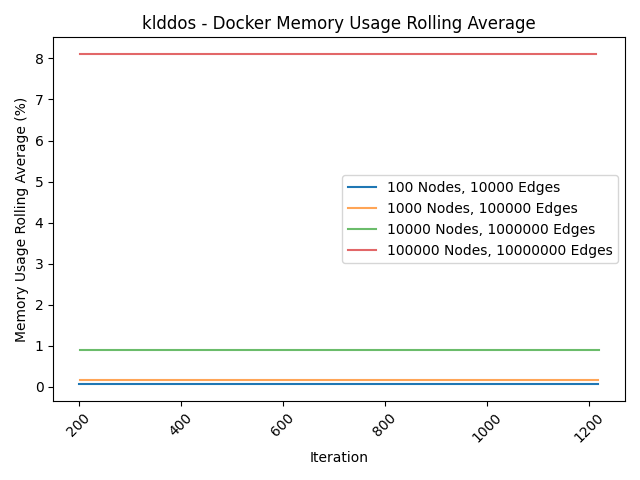 klddos - Docker Memory Usage Rolling Average
Memory Usage Rolling Average (%)
8
7
6
5
4
3
2
1
0
100 Nodes, 10000 Edges
1000 Nodes, 100000 Edges
10000 Nodes, 1000000 Edges
100000 Nodes, 10000000 Edges
200
400
600
800
1000
1200
Iteration